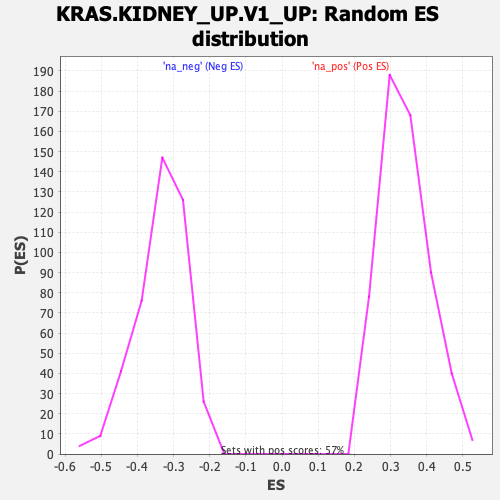 KRAS.KIDNEY_UP.V1_UP: Random ES
distribution
'na_neg' (Neg ES)
'na_pos' (Pos ES)
190
180
170
160
150
140
130
120
110
100
90
80
70
60
50
40
30
20
10
0
P(ES)
Sets with pos scores: 57%
-0.6 -0.5 -0.4 -0.3 -0.2 -0.1 0.0 0.1 0.2 0.3 0.4 0.5
ES